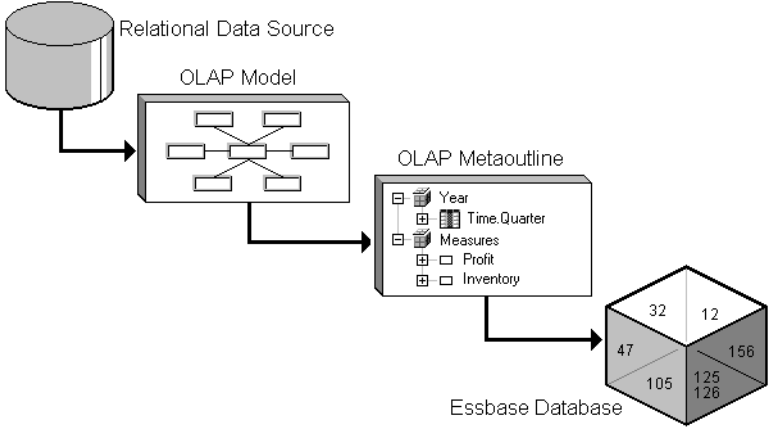 Relational Data Source
OLAP Model
OLAP Metaoutline
Year
Time.Quarter
Measures
Profit
Inventory
32
12
47
156
105
125
126
Essbase Database